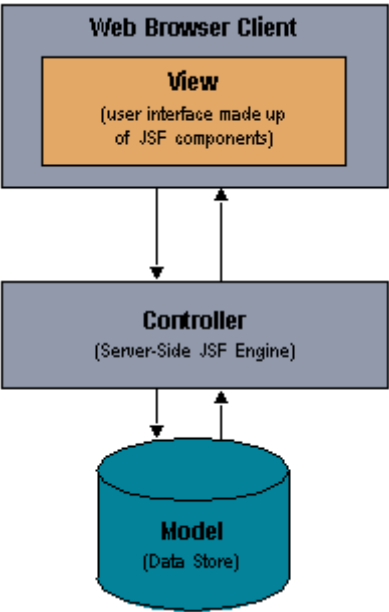 Web Browser Client
View
(user interface made up
of JSF components)
Controller
(Server-Side JSF Engine)
Model
(Data Store)